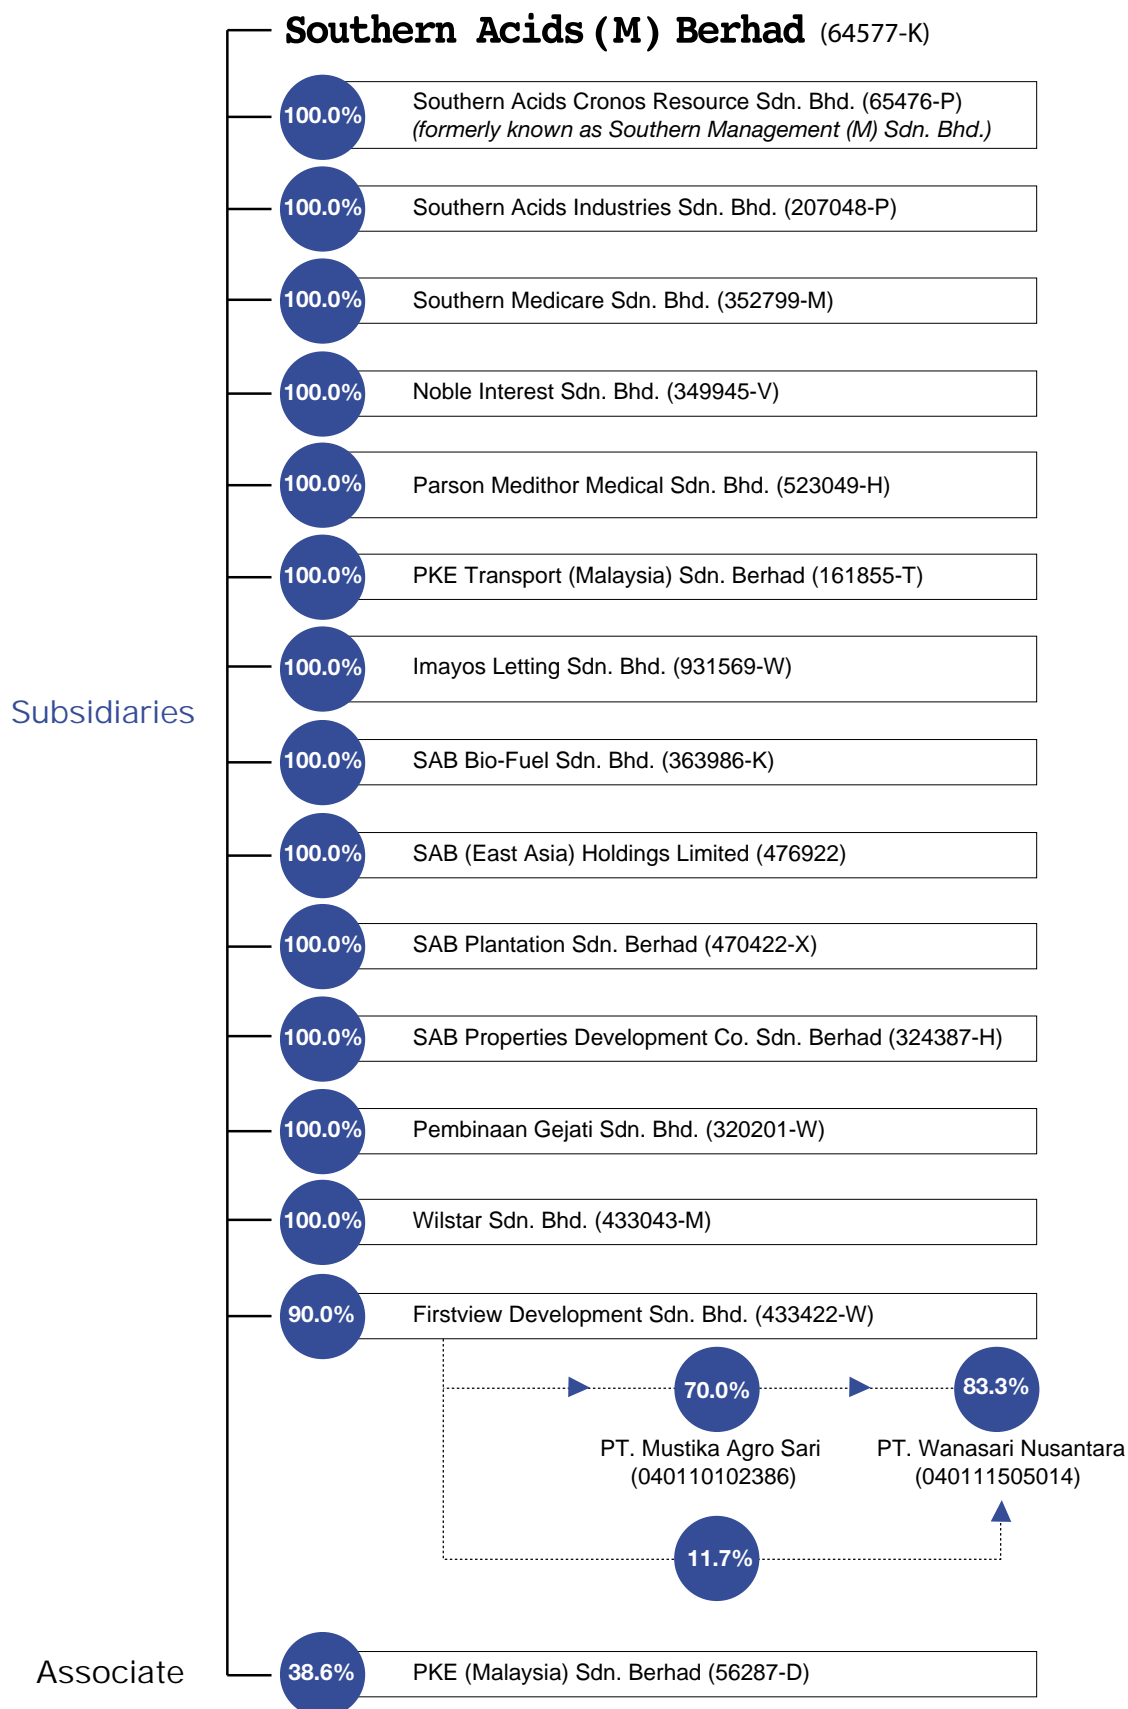 Southern Acids (M) Berhad (64577-K)
100.0%
Southern Acids Cronos Resource Sdn. Bhd. (65476-P)
(formerly known as Southern Management (M) Sdn. Bhd.)
100.0%
Southern Acids Industries Sdn. Bhd. (207048-P)
100.0%
Southern Medicare Sdn. Bhd. (352799-M)
100.0%
Noble Interest Sdn. Bhd. (349945-V)
100.0%
Parson Medithor Medical Sdn. Bhd. (523049-H)
100.0%
PKE Transport (Malaysia) Sdn. Berhad (161855-T)
100.0%
Imayos Letting Sdn. Bhd. (931569-W)
Subsidiaries
100.0%
SAB Bio-Fuel Sdn. Bhd. (363986-K)
100.0%
SAB (East Asia) Holdings Limited (476922)
100.0%
SAB Plantation Sdn. Berhad (470422-X)
100.0%
SAB Properties Development Co. Sdn. Berhad (324387-H)
100.0%
Pembinaan Gejati Sdn. Bhd. (320201-W)
100.0%
Wilstar Sdn. Bhd. (433043-M)
90.0%
Firstview Development Sdn. Bhd. (433422-W)
70.0%
PT. Mustika Agro Sari
(040110102386)
83.3%
PT. Wanasari Nusantara
(040111505014)
11.7%
Associate
38.6%
PKE (Malaysia) Sdn. Berhad (56287-D)